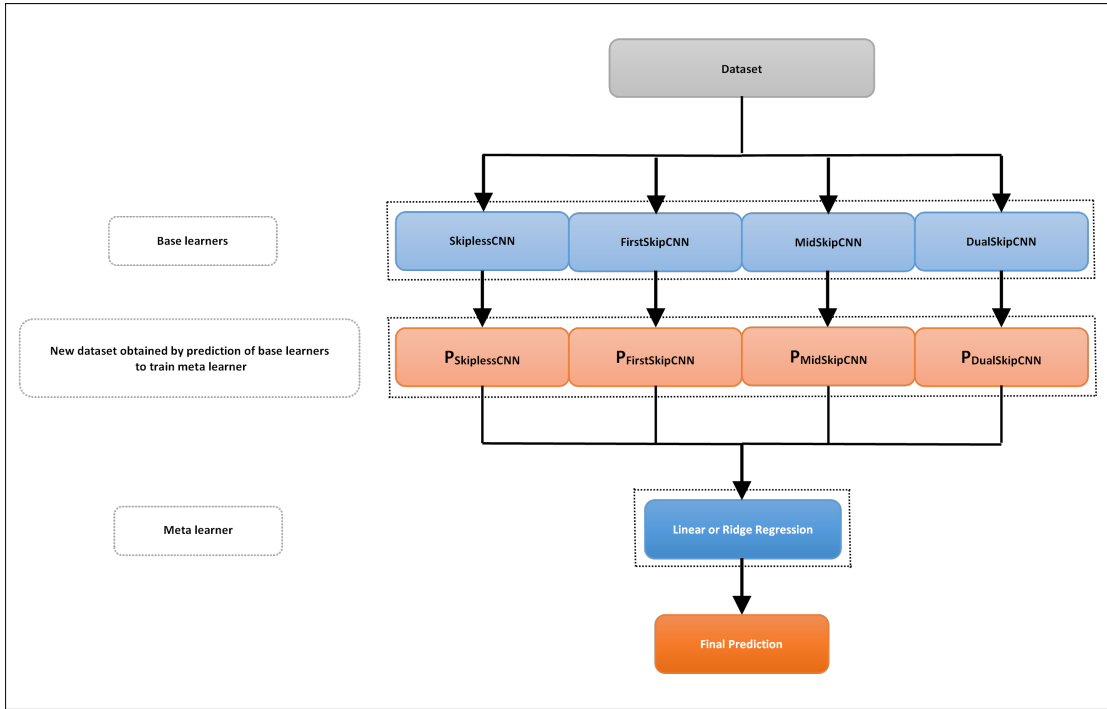 Dataset
Base learners
SkiplessCNN
FirstSkipCNN
MidSkipCNN
DualSkipCNN
New dataset obtained by prediction of base learners
to train meta learner
PSkiplessCNN
PFirstSkipCNN
PMidSkipCNN
PDualSkipCNN
Meta learner
Linear or Ridge Regression
Final Prediction